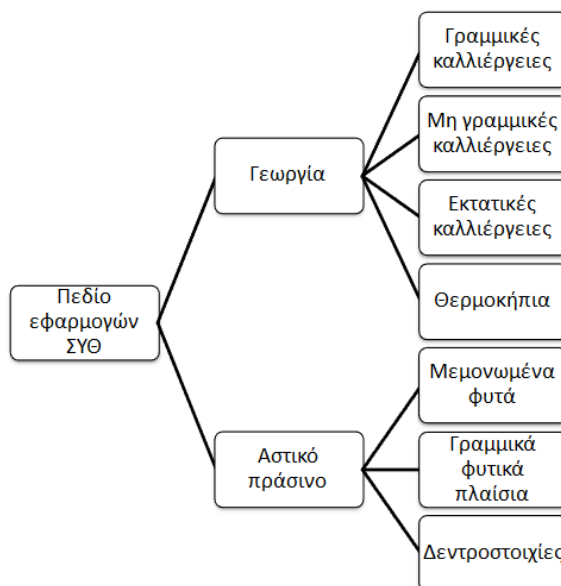 Γραμμικές
καλλιέργειες
Μη γραμμικές
καλλιέργειες
Γεωργία
Εκτατικές
καλλιέργειες
Θερμοκήπια
Πεδίο
εφαρμογών
ΣΥΘ
Μεμονωμένα
φυτά
Αστικό
πράσινο
Γραμμικά
φυτικά
πλαίσια
Δεντροστοιχίες